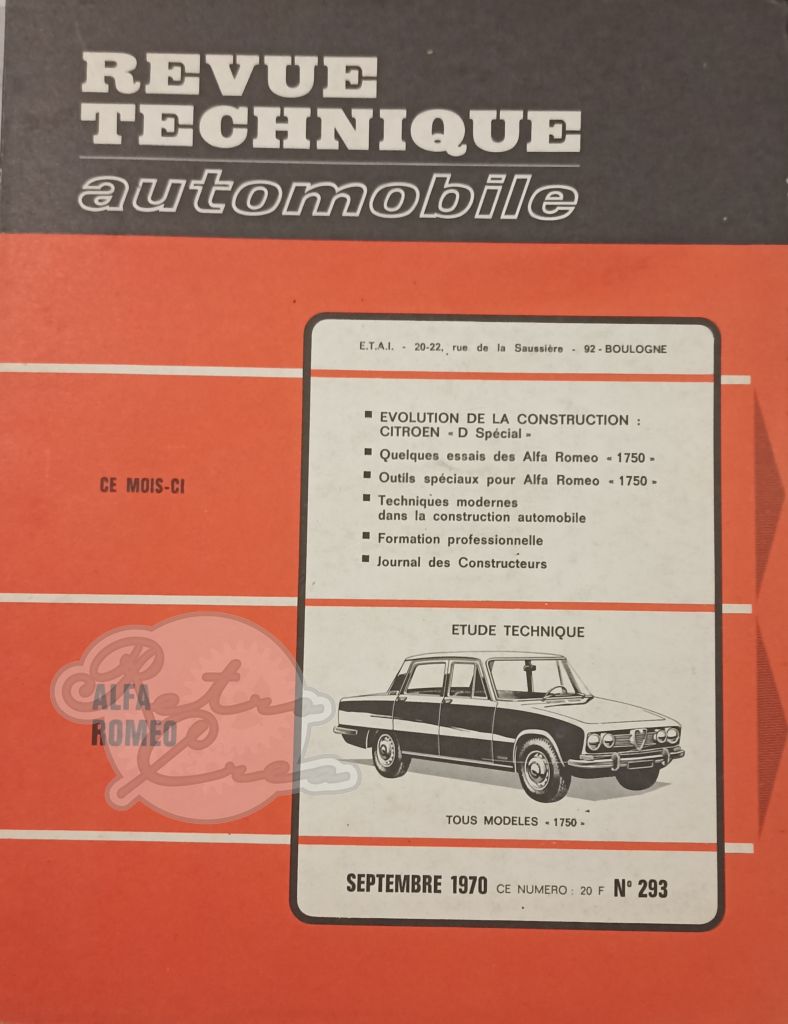 REVUE
TECHNIQUE
automobile
E.T.A.I. - 20-22, rue de la Saussière - 92 - BOULOGNE
CE MOIS-CI
■ EVOLUTION DE LA CONSTRUCTION :
CITROEN « D Spécial »
■ Quelques essais des Alfa Romeo « 1750 »
■ Outils spéciaux pour Alfa Romeo « 1750 »
■ Techniques modernes
dans la construction automobile
■ Formation professionnelle
■ Journal des Constructeurs
ETUDE TECHNIQUE
ALFA
ROMEO
Retro
Crea
TOUS MODELES « 1750 »
SEPTEMBRE 1970 CE NUMERO : 20 F N° 293